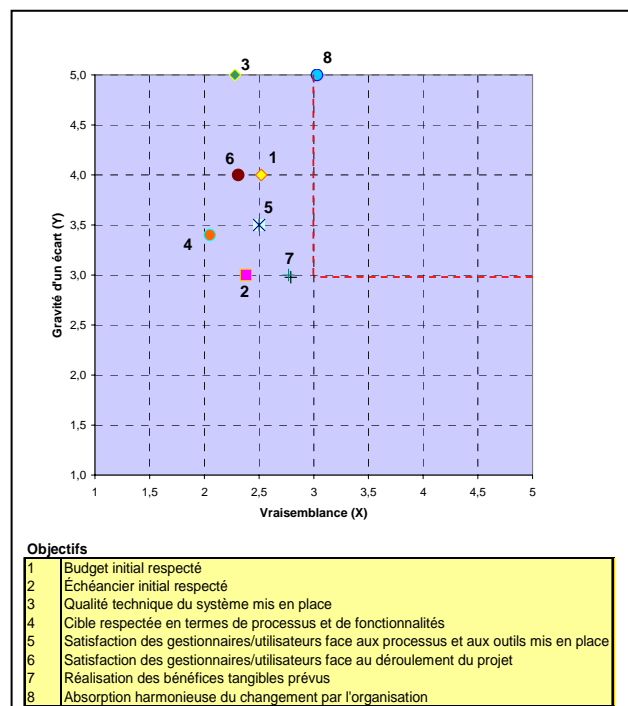 3
8
5,0
4,5
6
1
4,0
5
3,5
4
7
3,0
2
2,5
2,0
1,5
1,0
Gravité d'un écart (Y)
1 1,5 2 2,5 3 3,5 4 4,5 5
Vraisemblance (X)
Objectifs
1 Budget initial respecté
2 Échéancier initial respecté
3 Qualité technique du système mis en place
4 Cible respectée en termes de processus et de fonctionnalités
5 Satisfaction des gestionnaires/utilisateurs face aux processus et aux outils mis en place
6 Satisfaction des gestionnaires/utilisateurs face au déroulement du projet
7 Réalisation des bénéfices tangibles prévus
8 Absorption harmonieuse du changement par l'organisation